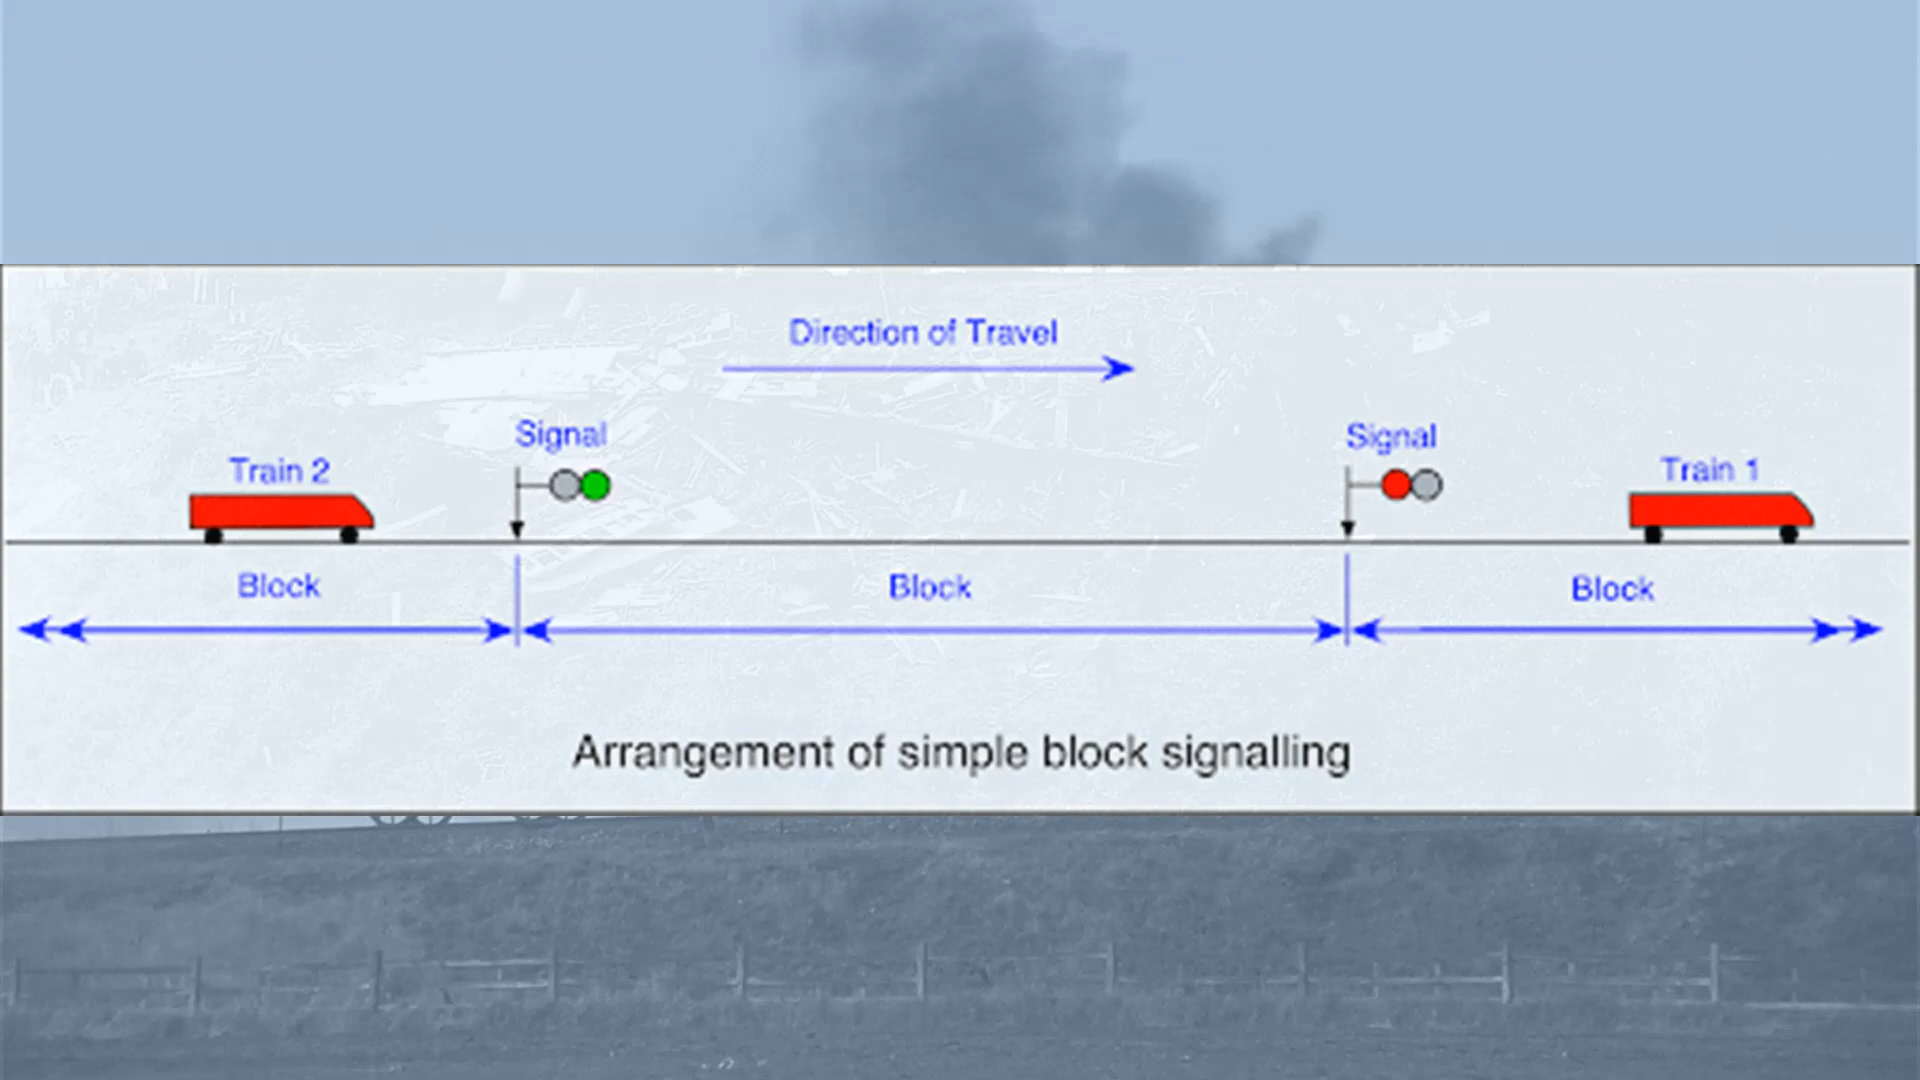 Direction of Travel
Signal
Signal
Train 2
Train 1
Block
Block
Block
Arrangement of simple block signalling